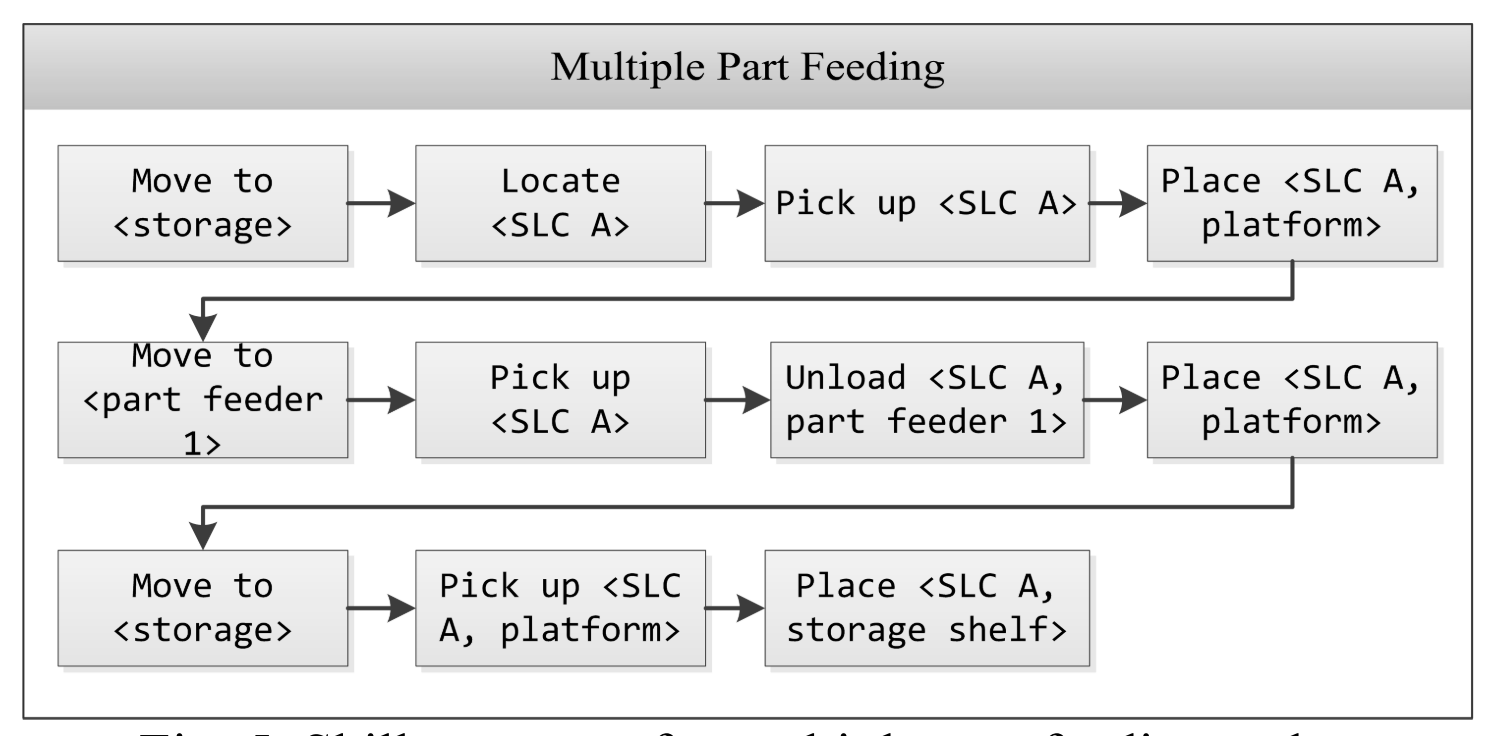 Multiple Part Feeding
Move to
<storage>
Locate
<SLC A>
Pick up <SLC A>
Place <SLC A,
platform>
Move to
<part feeder
1>
Pick up
<SLC A>
Unload <SLC A,
part feeder 1>
Place <SLC A,
platform>
Move to
<storage>
Pick up <SLC
A, platform>
Place <SLC A,
storage shelf>